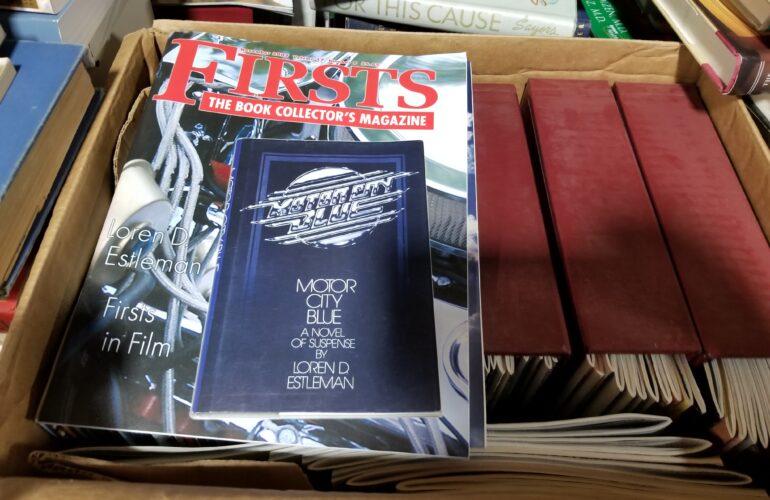 FOR THIS CAUSE Sayers
FIRSTS
THE BOOK COLLECTOR'S MAGAZINE
Loren D.
Estleman
Firsts
in Film
MOTOR CITY
BLUE
MOTOR
CITY
BLUE
A NOVEL
OF SUSPENSE
BY
LOREN D.
ESTLEMAN